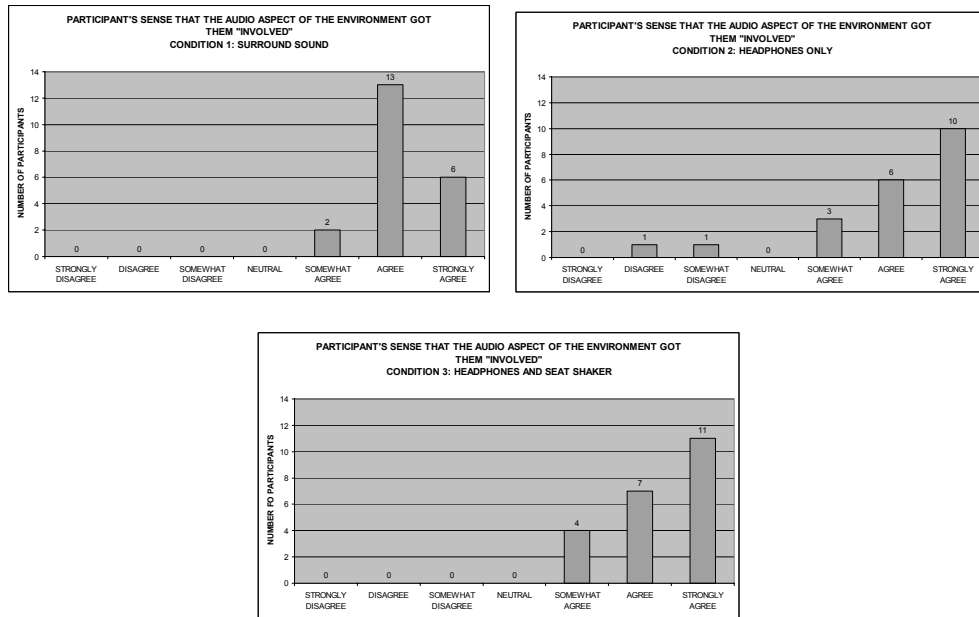 PARTICIPANT'S SENSE THAT THE AUDIO ASPECT OF THE ENVIRONMENT GOT
THEM "INVOLVED"
CONDITION 1: SURROUND SOUND
NUMBER OF PARTICIPANTS
14
12
10
8
6
4
2
0
0
0
0
0
2
13
6
STRONGLY DISAGREE
DISAGREE
SOMEWHAT DISAGREE
NEUTRAL
SOMEWHAT AGREE
AGREE
STRONGLY AGREE
PARTICIPANT'S SENSE THAT THE AUDIO ASPECT OF THE ENVIRONMENT GOT
THEM "INVOLVED"
CONDITION 2: HEADPHONES ONLY
NUMBER OF PARTICIPANTS
14
12
10
8
6
4
2
0
0
1
1
0
3
6
10
STRONGLY DISAGREE
DISAGREE
SOMEWHAT DISAGREE
NEUTRAL
SOMEWHAT AGREE
AGREE
STRONGLY AGREE
PARTICIPANT'S SENSE THAT THE AUDIO ASPECT OF THE ENVIRONMENT GOT
THEM "INVOLVED"
CONDITION 3: HEADPHONES AND SEAT SHAKER
NUMBER FO PARTICIPANTS
14
12
10
8
6
4
2
0
0
0
0
0
4
7
11
STRONGLY DISAGREE
DISAGREE
SOMEWHAT DISAGREE
NEUTRAL
SOMEWHAT AGREE
AGREE
STRONGLY AGREE